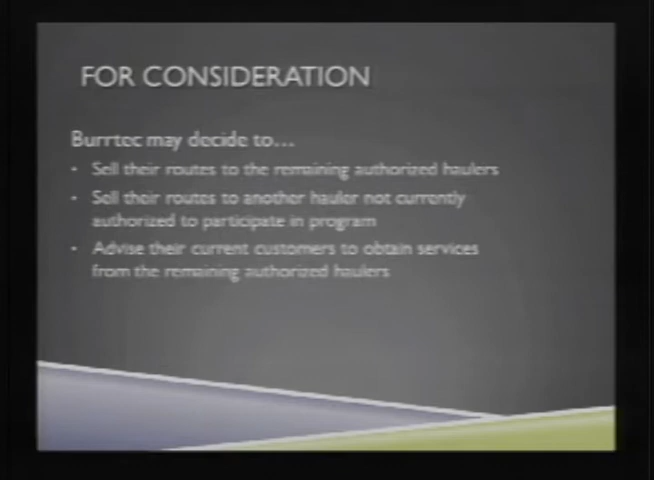 FOR CONSIDERATION
Burrtec may decide to...
• Sell their routes to the remaining authorized haulers
• Sell their routes to another hauler not currently
authorized to participate in program
• Advise their current customers to obtain services
from the remaining authorized haulers